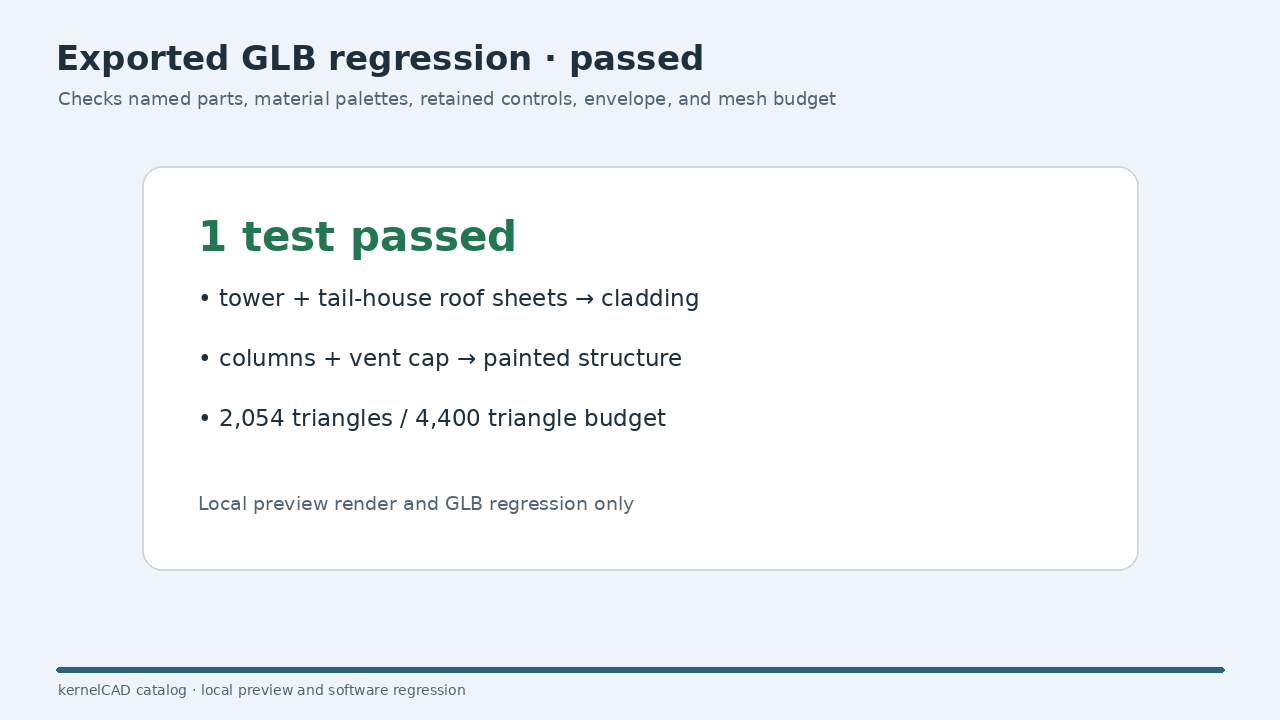 Exported GLB regression · passed
Checks named parts, material palettes, retained controls, envelope, and mesh budget
1 test passed
• tower + tail-house roof sheets → cladding
• columns + vent cap → painted structure
• 2,054 triangles / 4,400 triangle budget
Local preview render and GLB regression only
kernelCAD catalog · local preview and software regression